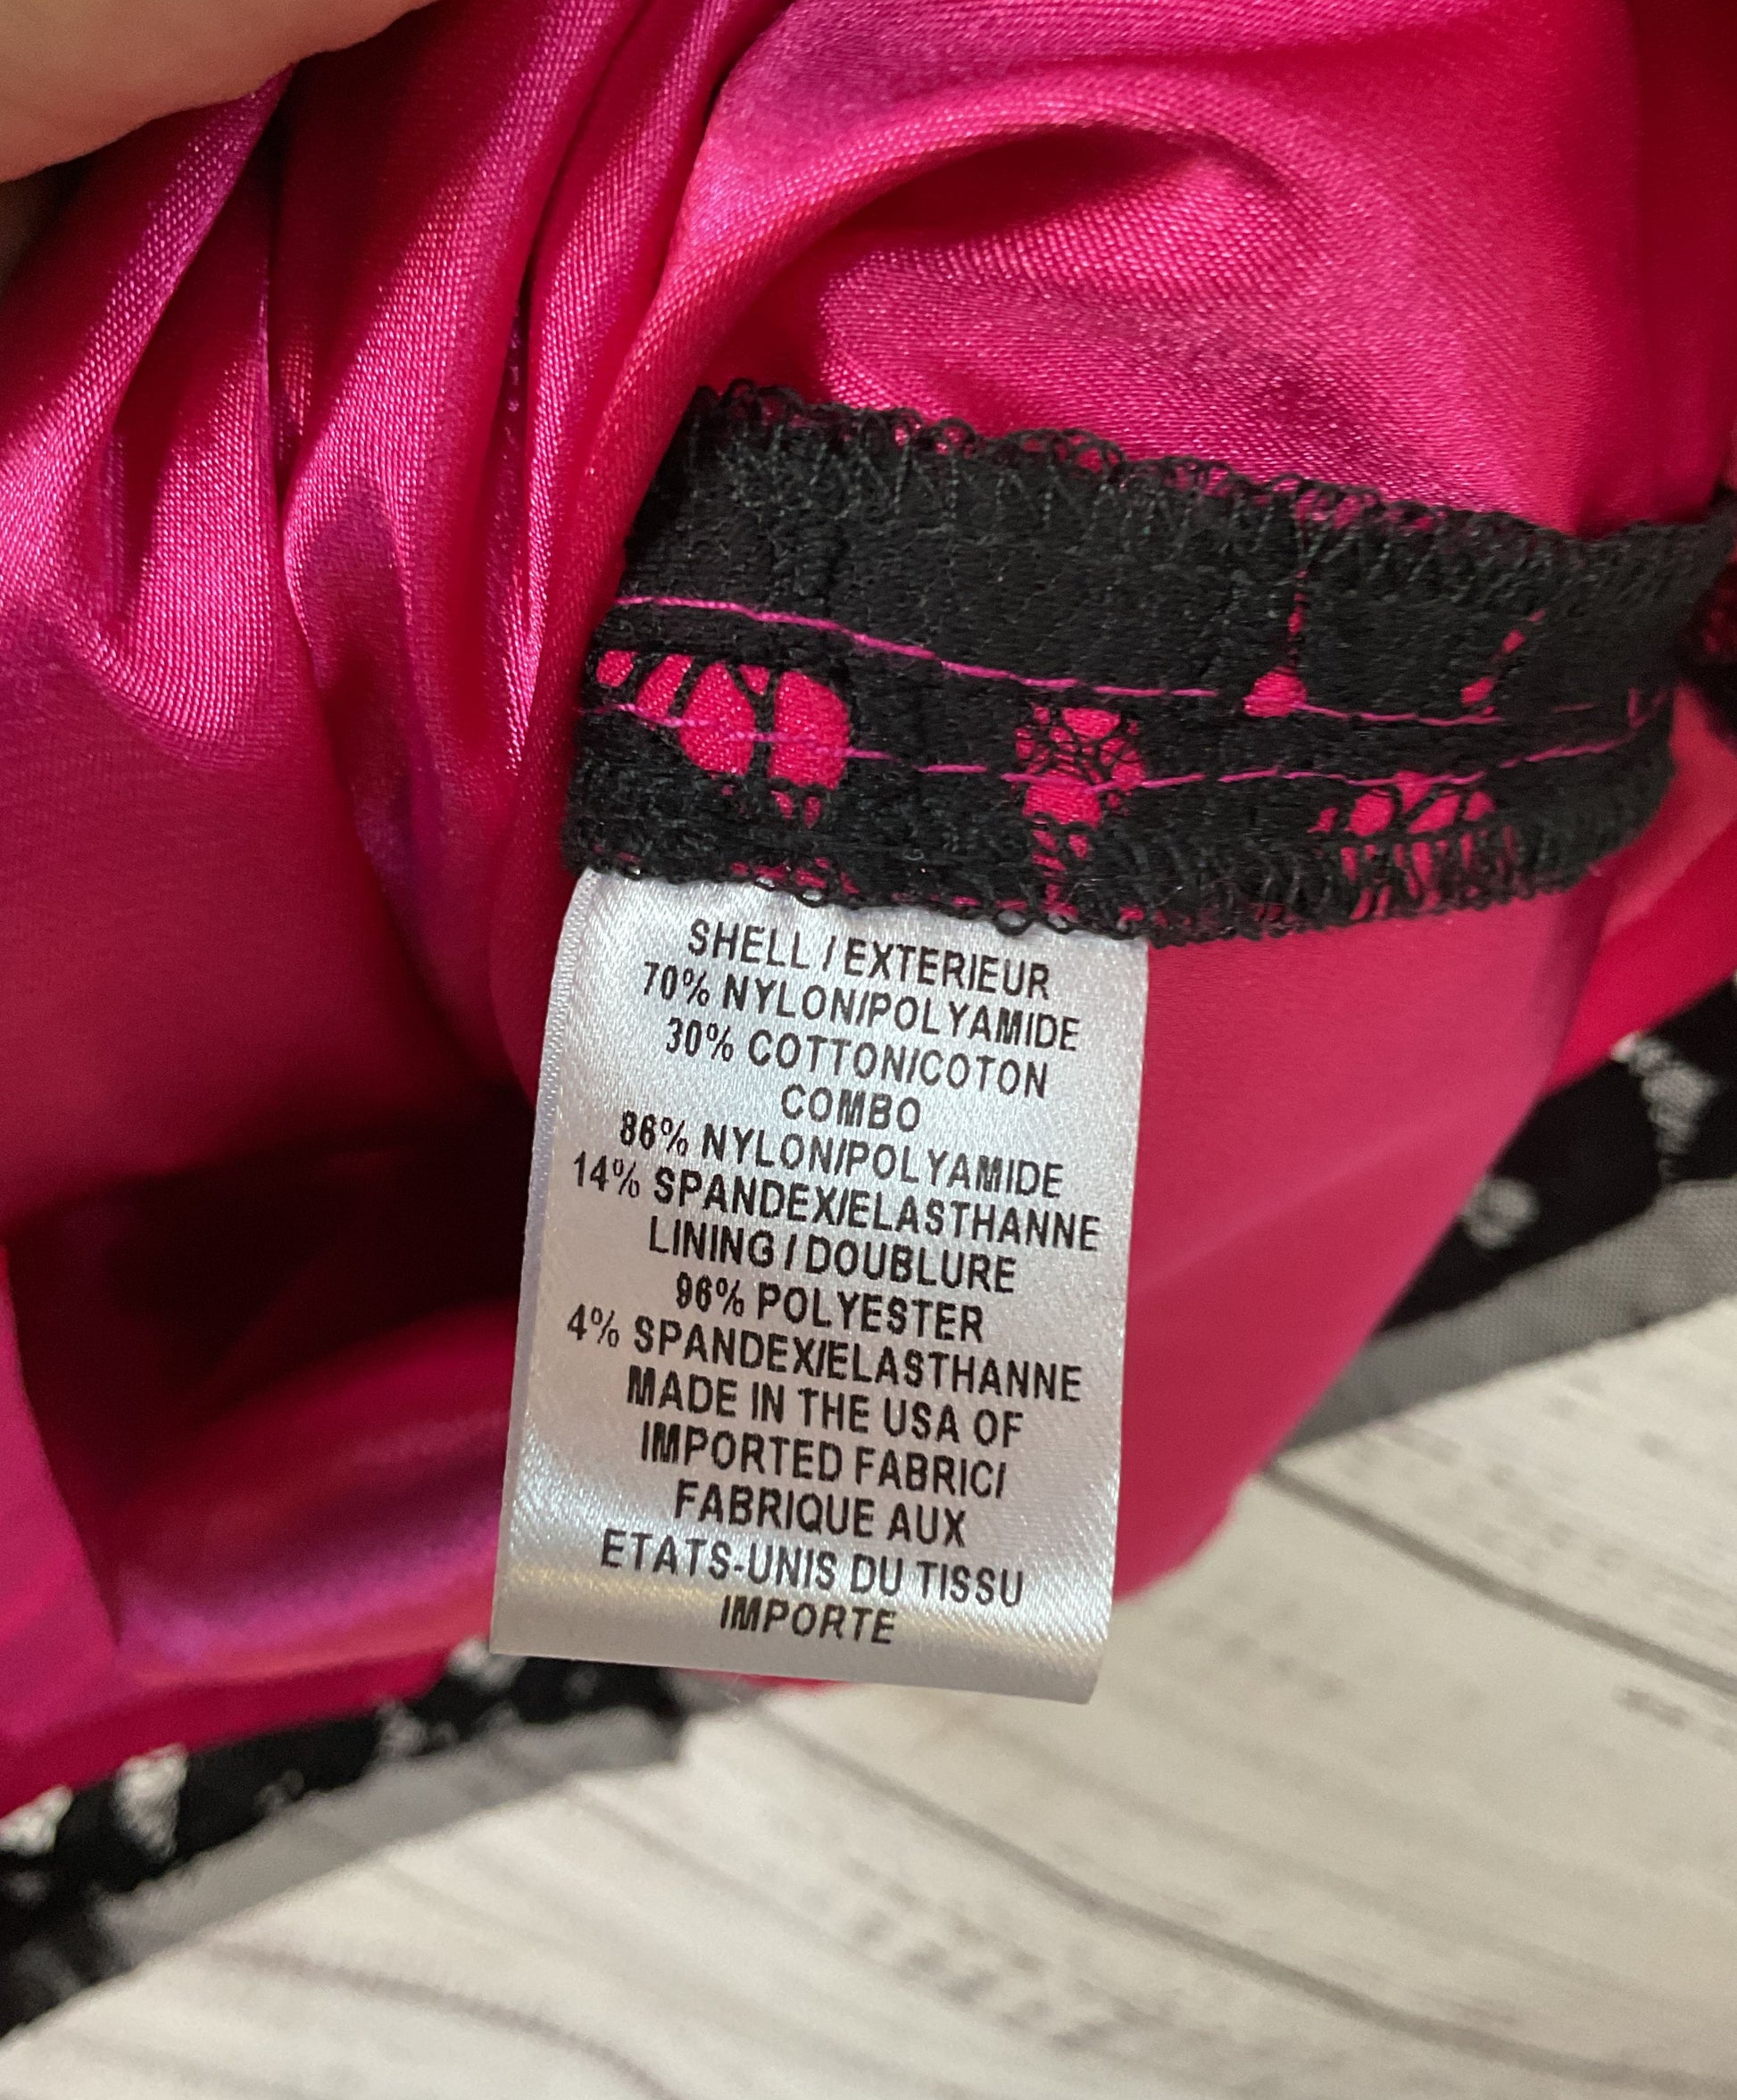 SHELL / EXTERIEUR
70% NYLON/POLYAMIDE
30% COTTON/COTON
COMBO
86% NYLON/POLYAMIDE
14% SPANDEX/ELASTHANNE
LINING / DOUBLURE
96% POLYESTER
4% SPANDEX/ELASTHANNE
MADE IN THE USA OF
IMPORTED FABRIC/
FABRIQUE AUX
ETATS-UNIS DU TISSU
IMPORTE